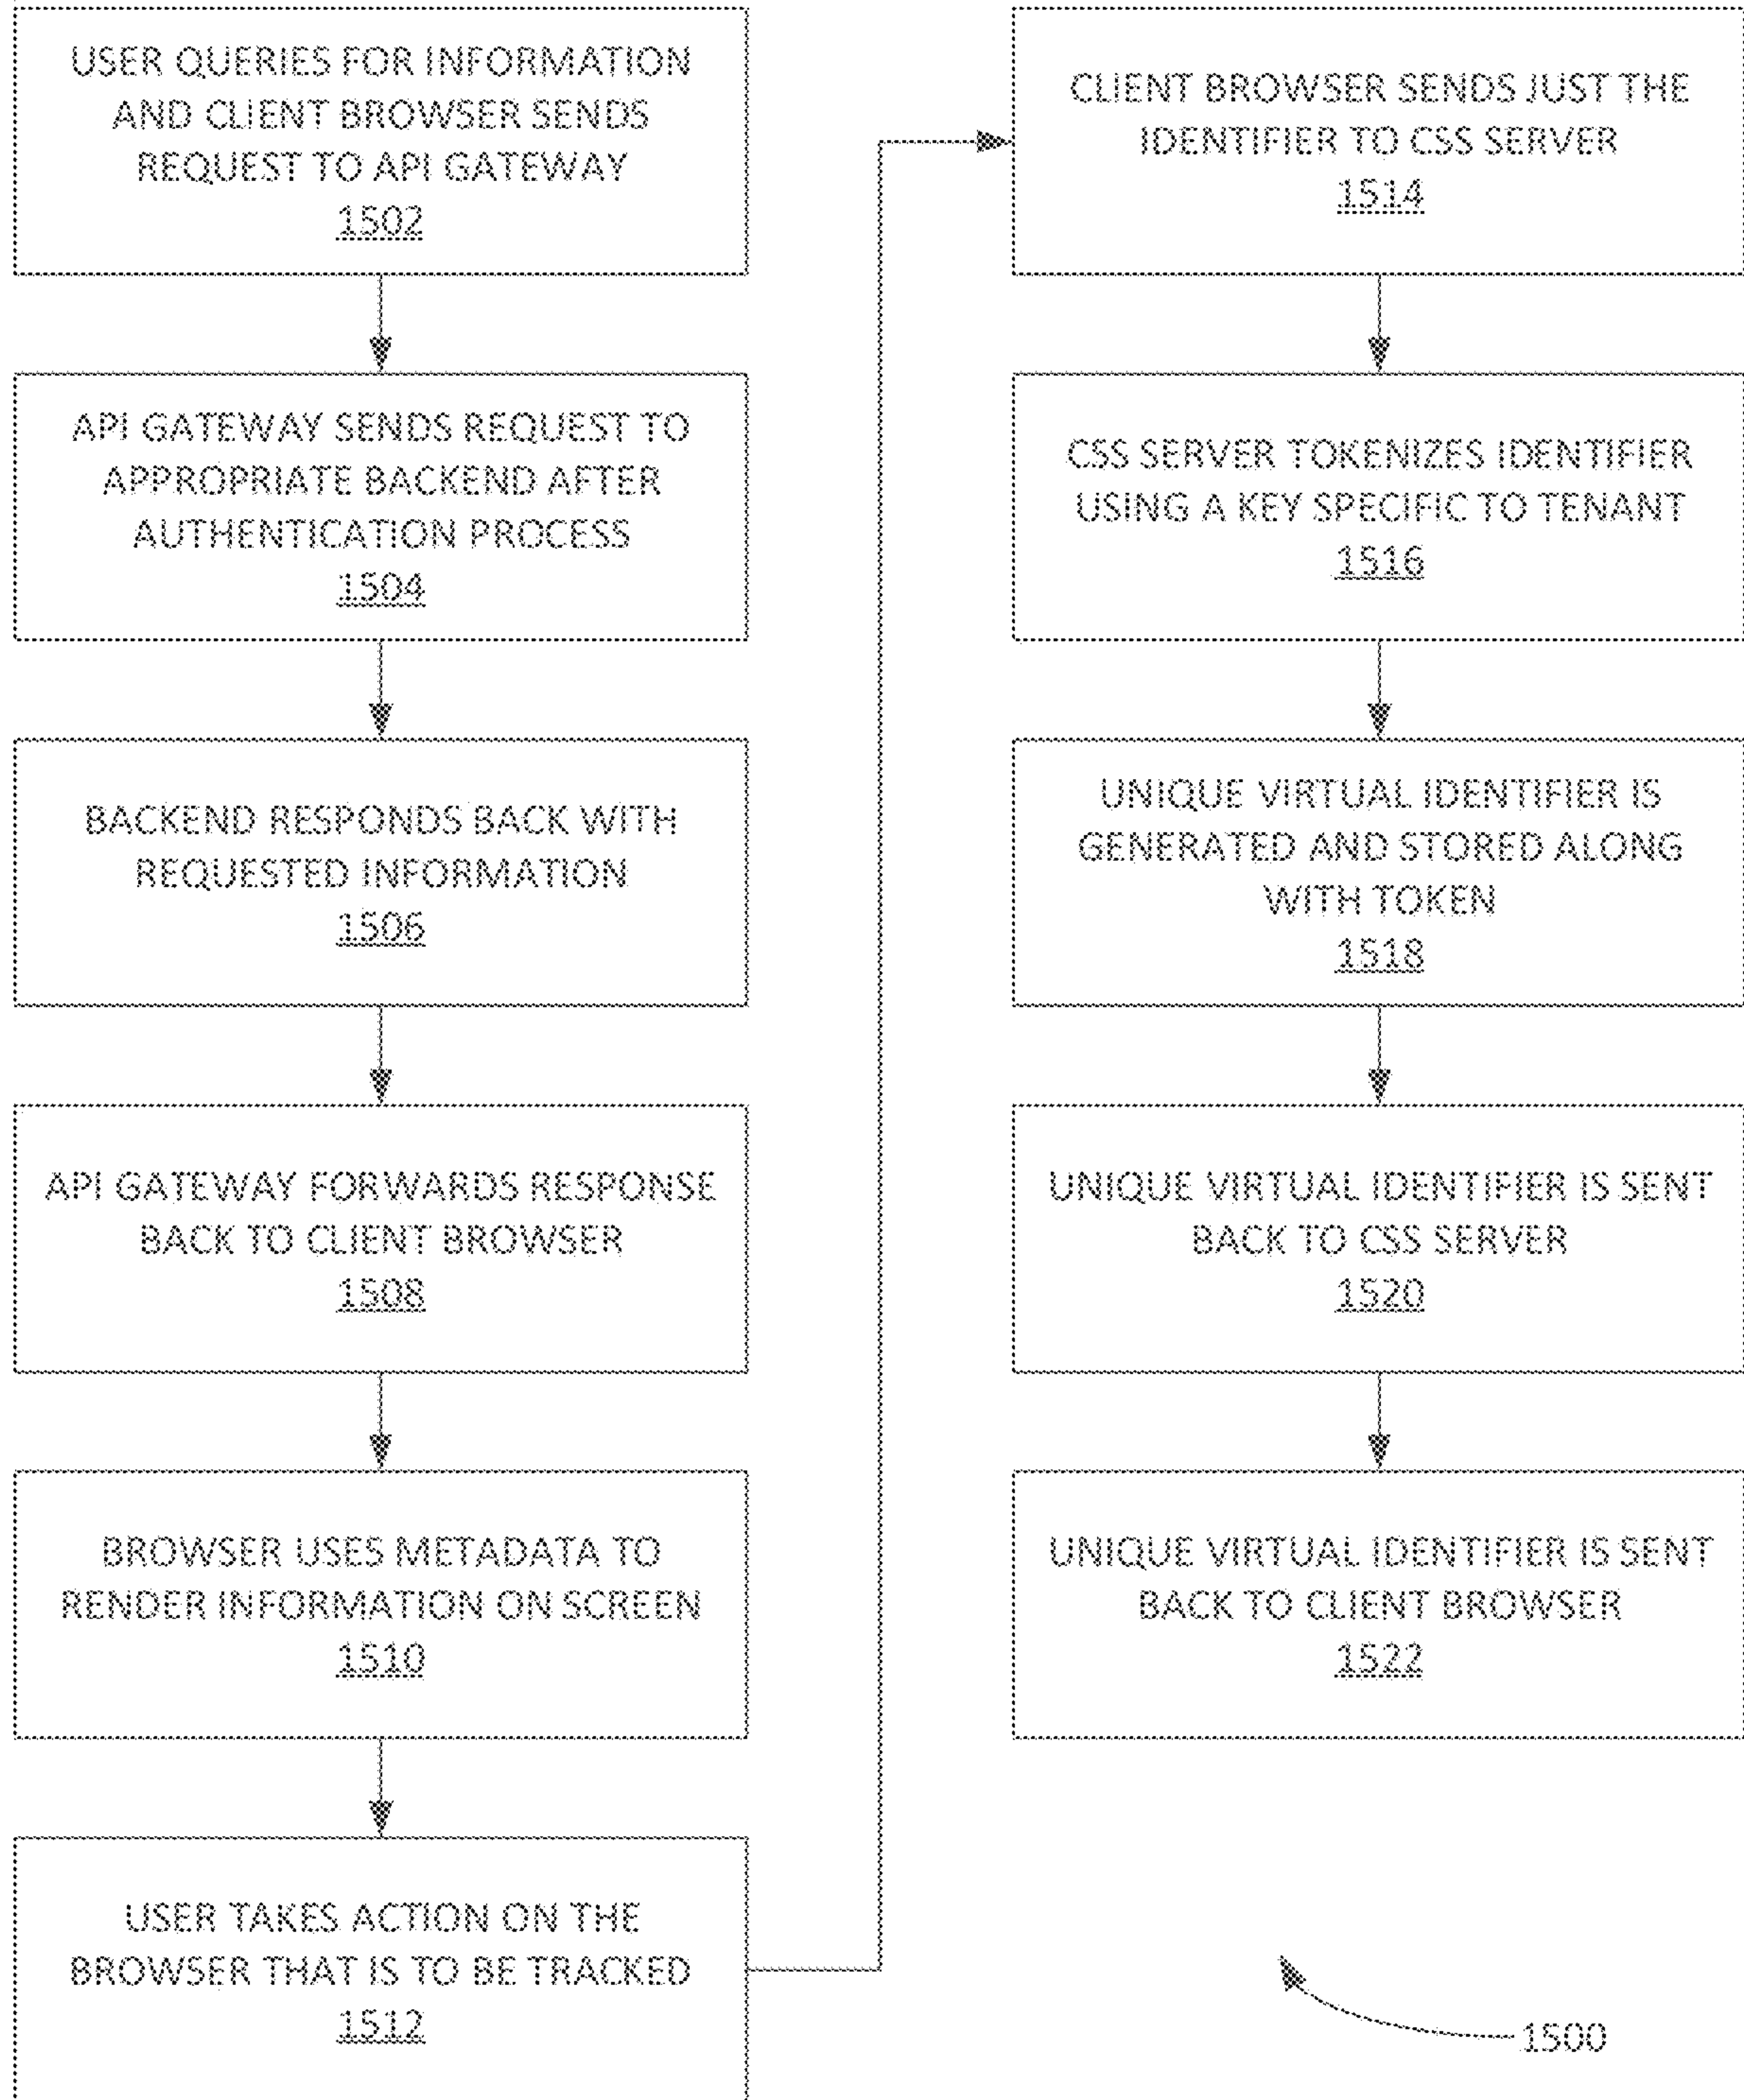 USER QUERIES FOR INFORMATION
AND CLIENT BROWSER SENDS
REQUEST TO API GATEWAY
1502
API GATEWAY SENDS REQUEST TO
APPROPRIATE BACKEND AFTER
AUTHENTICATION PROCESS
1504
BACKEND RESPONDS BACK WITH
REQUESTED INFORMATION
1506
API GATEWAY FORWARDS RESPONSE
BACK TO CLIENT BROWSER
1508
BROWSER USES METADATA TO
RENDER INFORMATION ON SCREEN
1510
USER TAKES ACTION ON THE
BROWSER THAT IS TO BE TRACKED
1512
CLIENT BROWSER SENDS JUST THE
IDENTIFIER TO CSS SERVER
1514
CSS SERVER TOKENIZES IDENTIFIER
USING A KEY SPECIFIC TO TENANT
1516
UNIQUE VIRTUAL IDENTIFIER IS
GENERATED AND STORED ALONG
WITH TOKEN
1518
UNIQUE VIRTUAL IDENTIFIER IS SENT
BACK TO CSS SERVER
1520
UNIQUE VIRTUAL IDENTIFIER IS SENT
BACK TO CLIENT BROWSER
1522
1500